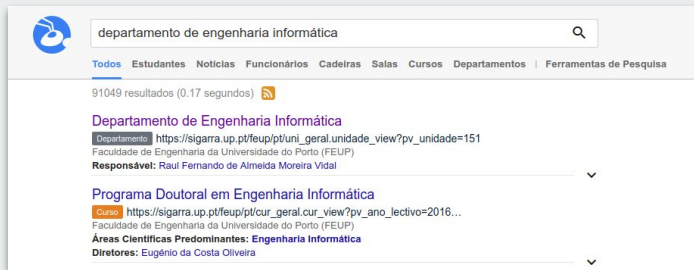 departamento de engenharia informática
Todos Estudantes Notícias Funcionários Cadeiras Salas Cursos Departamentos | Ferramentas de Pesquisa
91049 resultados (0.17 segundos)
Departamento de Engenharia Informática
Departamento https://sigarra.up.pt/feup/pt/uni_geral.unidade_view?pv_unidade=151
Faculdade de Engenharia da Universidade do Porto (FEUP)
Responsável: Raul Fernando de Almeida Moreira Vidal
Programa Doutoral em Engenharia Informática
Curso https://sigarra.up.pt/feup/pt/cur_geral.cur_view?pv_ano_lectivo=2016...
Faculdade de Engenharia da Universidade do Porto (FEUP)
Áreas Científicas Predominantes: Engenharia Informática
Diretores: Eugénio da Costa Oliveira